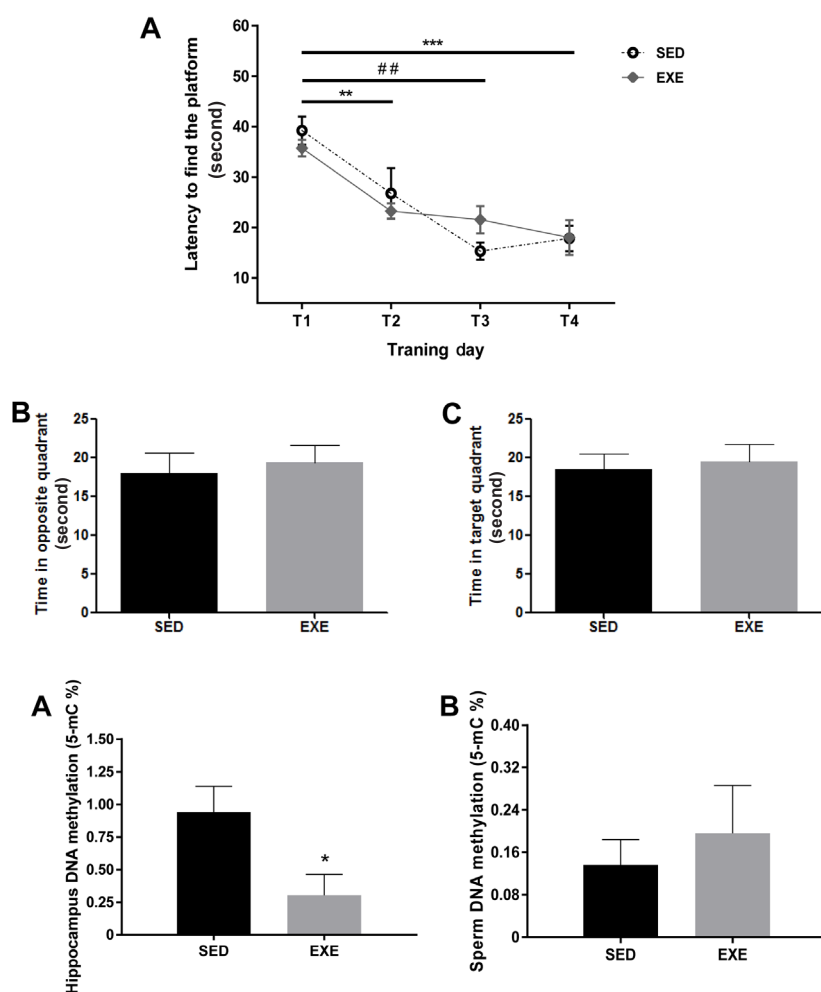 A
Latency to find the platform
(second)
60
50
40
30
20
10
***
##
**
SED
EXE
T1 T2 T3 T4
Traning day
B
Time in opposite quadrant
(second)
25
20
15
10
5
0
SED EXE
C
Time in target quadrant
(second)
25
20
15
10
5
0
SED EXE
A
Hippocampus DNA methylation (5-mC %)
1.50
1.25
1.00
0.75
0.50
0.25
0
*
SED EXE
B
Sperm DNA methylation (5-mC %)
0.40
0.32
0.24
0.16
0.08
0
SED EXE